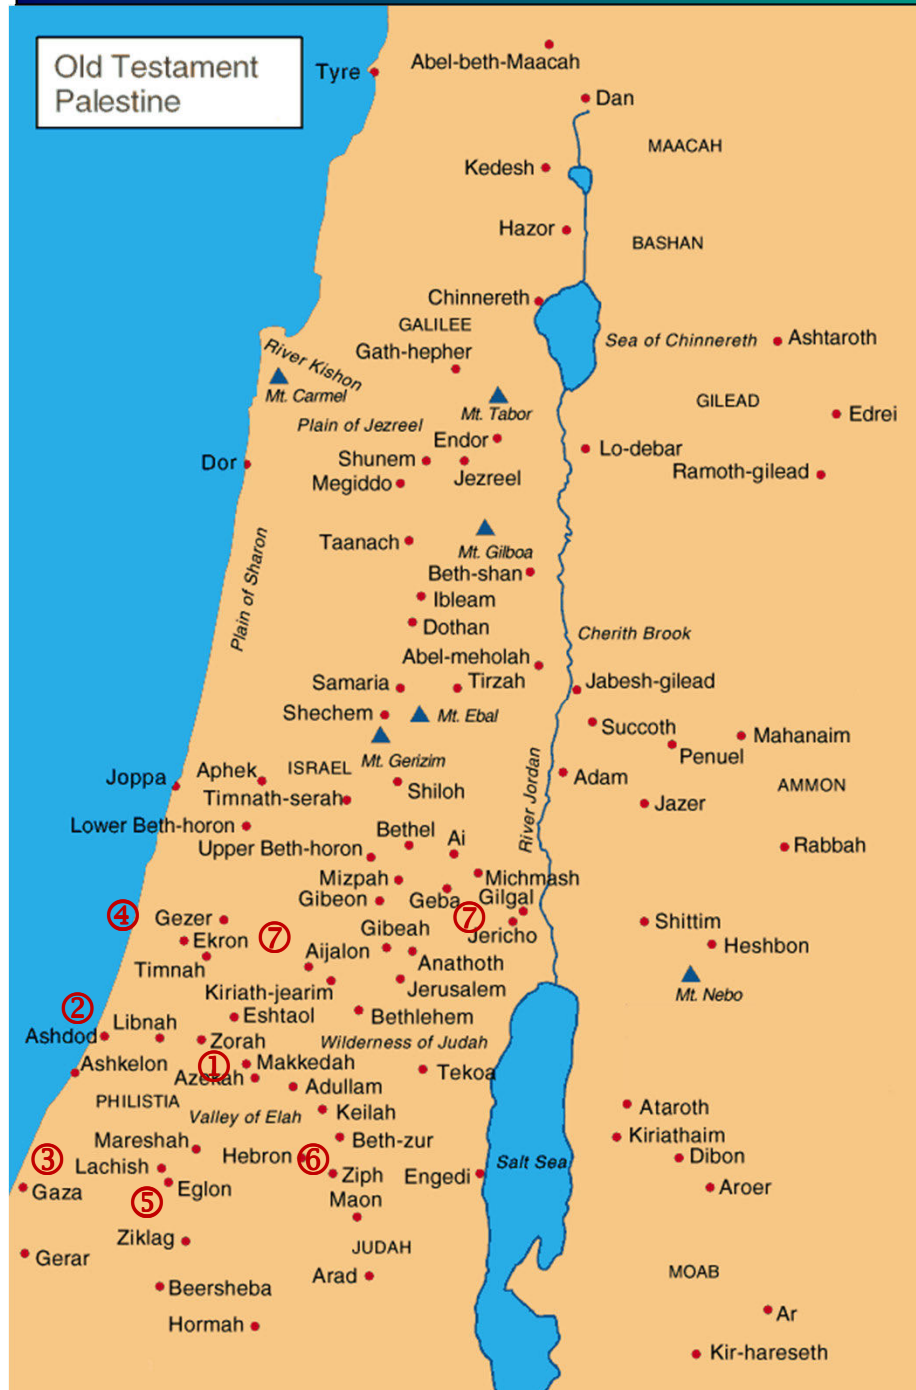 Old Testament
Palestine
Tyre
Abel-beth-Maacah
Dan
MAACAH
Kedesh
Hazor
BASHAN
Chinnereth
GALILEE
Sea of Chinnereth
Ashtaroth
River Kishon
Gath-hepher
Mt. Carmel
Mt. Tabor
GILEAD
Edrei
Plain of Jezreel
Endor
Lo-debar
Dor
Shunem
Jezreel
Ramoth-gilead
Megiddo
Taanach
Mt. Gilboa
Beth-shan
Plain of Sharon
Ibleam
Dothan
Cherith Brook
Abel-meholah
Samaria
Tirzah
Jabesh-gilead
Shechem
Mt. Ebal
Succoth
Mahanaim
Penuel
Mt. Gerizim
Joppa
Aphek
ISRAEL
Shiloh
River Jordan
Adam
AMMON
Timnath-serah
Jazer
Lower Beth-horon
Bethel
Ai
Upper Beth-horon
Rabbah
Mizpah
Michmash
Gibeon
Geba
Gilgal
④
Gezer
⑦
Shittim
Ekron
⑦
Gibeah
Jericho
Heshbon
Timnah
Aijalon
Anathoth
Kiriath-jearim
Jerusalem
Mt. Nebo
②
Eshtaol
Bethlehem
Ashdod
Libnah
Zorah
Wilderness of Judah
Ashkelon
①
Makkedah
Azekah
Tekoa
Adullam
PHILISTIA
Valley of Elah
Keilah
Ataroth
Mareshah
Beth-zur
Kiriathaim
③
Hebron
⑥
Salt Sea
Dibon
Lachish
Ziph
Engedi
Gaza
⑤
Eglon
Maon
Aroer
Ziklag
JUDAH
Gerar
Arad
MOAB
Beersheba
Ar
Hormah
Kir-hareseth